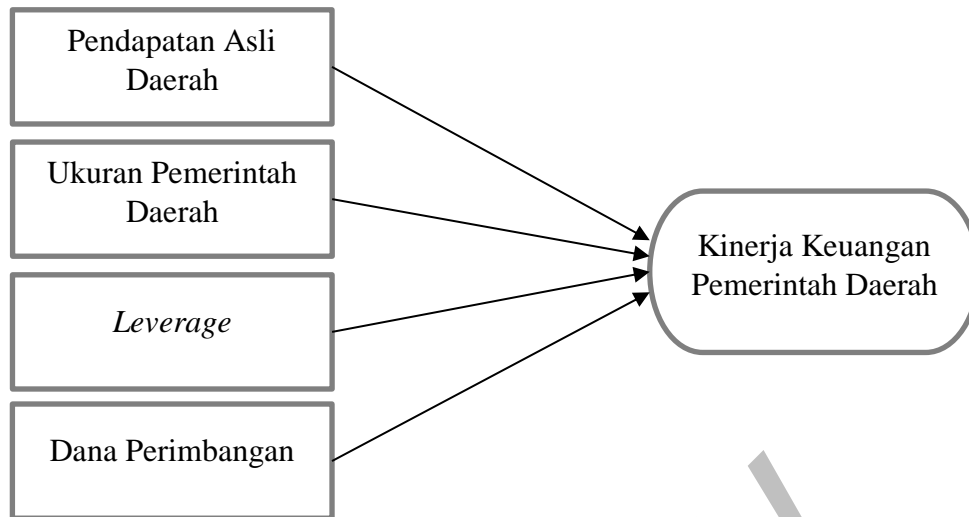 Pendapatan Asli
Daerah
Ukuran Pemerintah
Daerah
Leverage
Dana Perimbangan
Kinerja Keuangan
Pemerintah Daerah